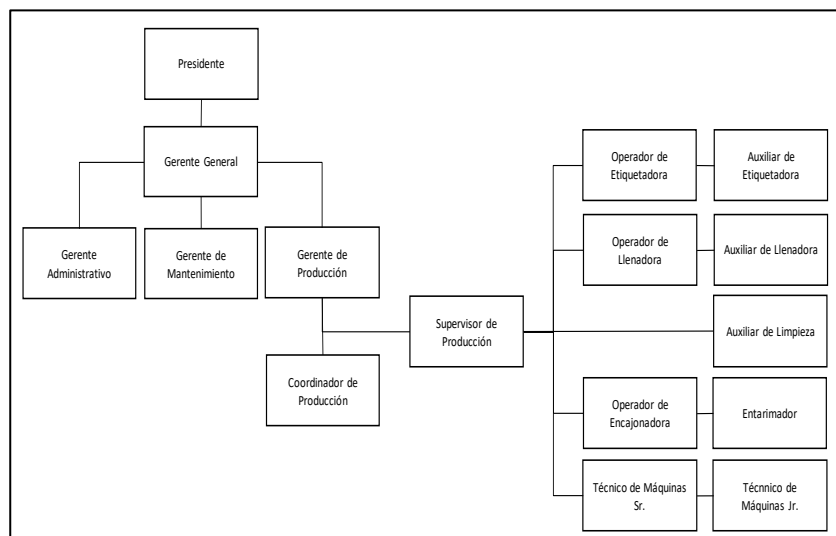 Presidente
Gerente General
Gerente
Administrativo
Gerente de
Mantenimiento
Gerente de
Producción
Coordinador de
Producción
Supervisor de
Producción
Operador de
Etiquetadora
Auxiliar de
Etiquetadora
Operador de
Llenadora
Auxiliar de Llenadora
Auxiliar de Limpieza
Operador de
Encajonadora
Entarimador
Técnico de Máquinas
Sr.
Técnnico de
Máquinas Jr.